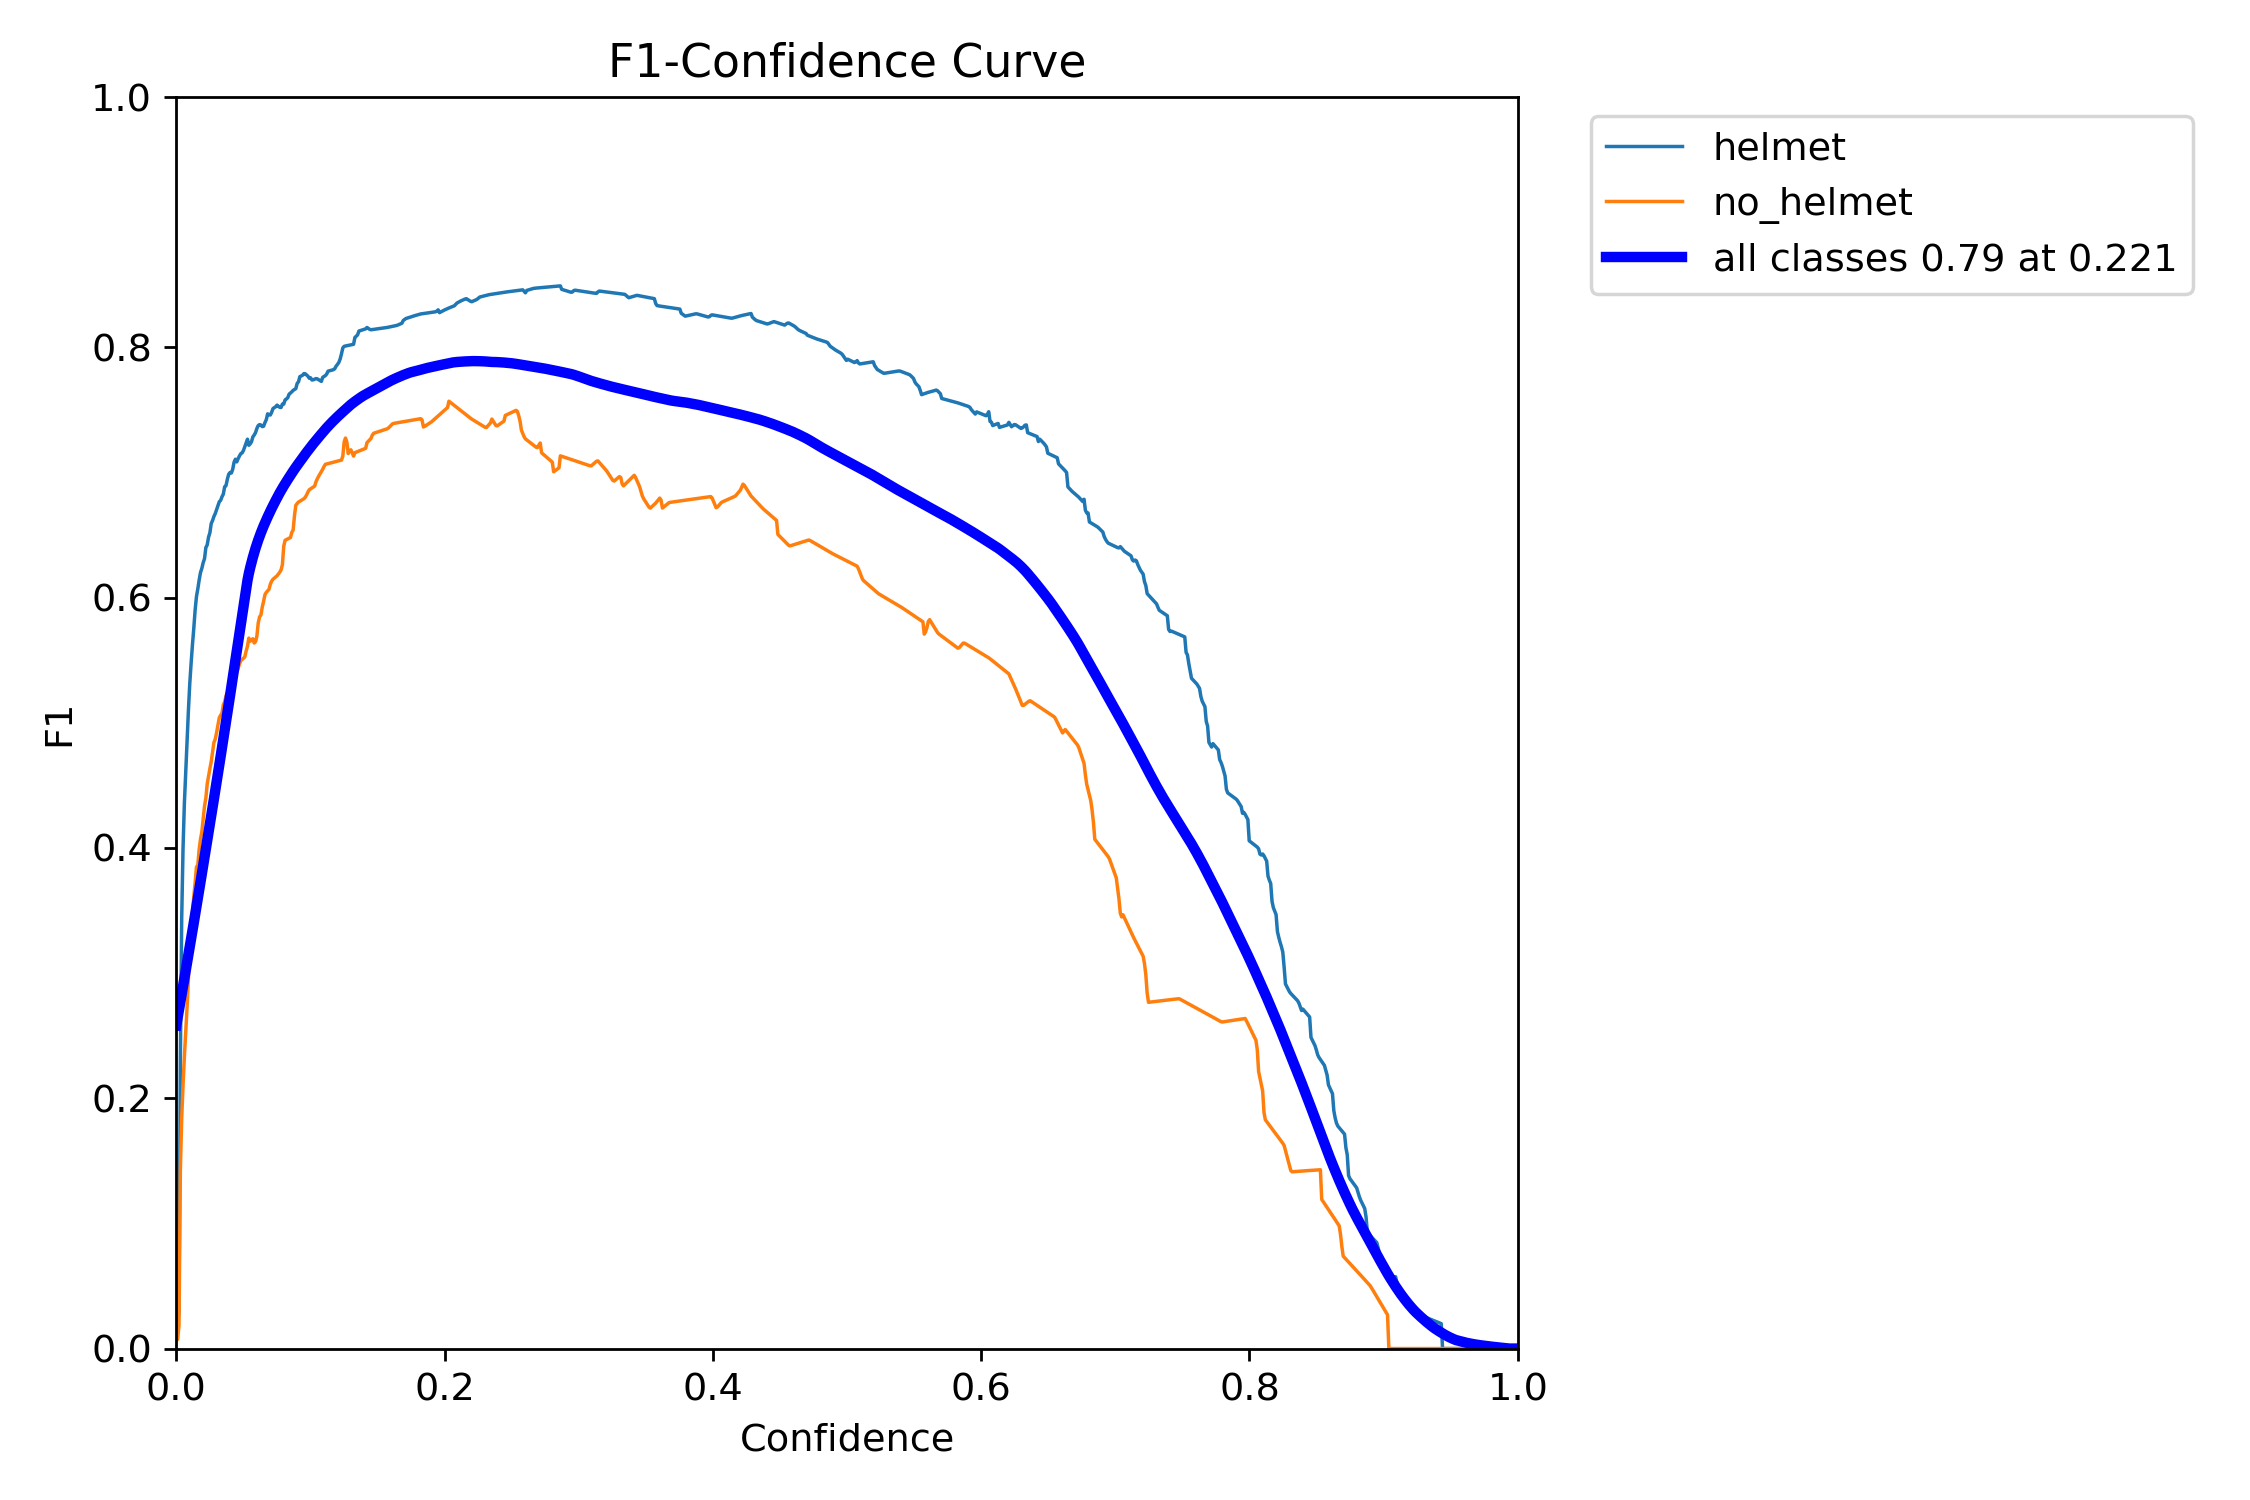 F1-Confidence Curve
1.0
0.8
0.6
0.4
0.2
0.0
F1
0.0 0.2 0.4 0.6 0.8 1.0
Confidence
helmet
no_helmet
all classes 0.79 at 0.221